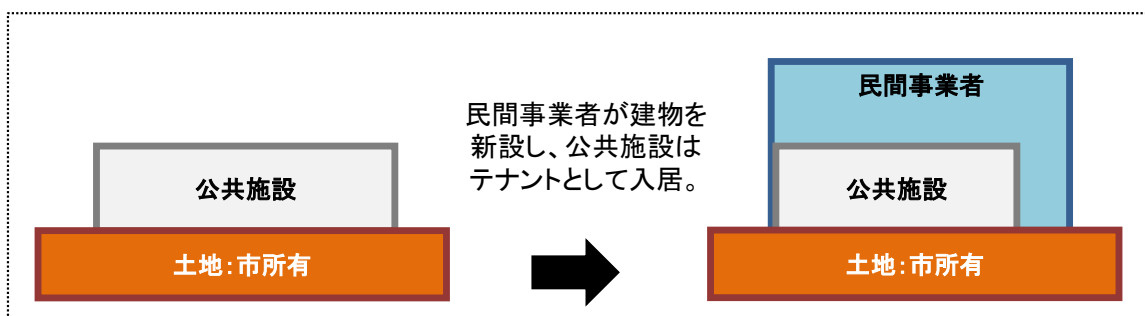 公共施設
土地：市所有
民間事業者が建物を
新設し、公共施設は
テナントとして入居。
民間事業者
公共施設
土地：市所有